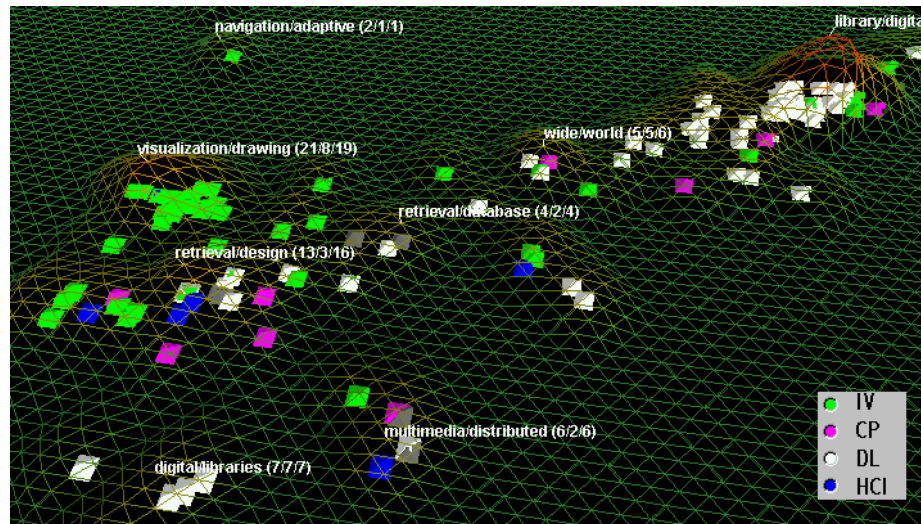 navigation/adaptive (2/1/1)
library/digita
wide/world (5/5/6)
visualization/drawing (21/8/19)
retrieval/database (4/2/4)
retrieval/design (13/3/16)
multimedia/distributed (6/2/6)
digital/libraries (7/7/7)
IV
CP
DL
HCI